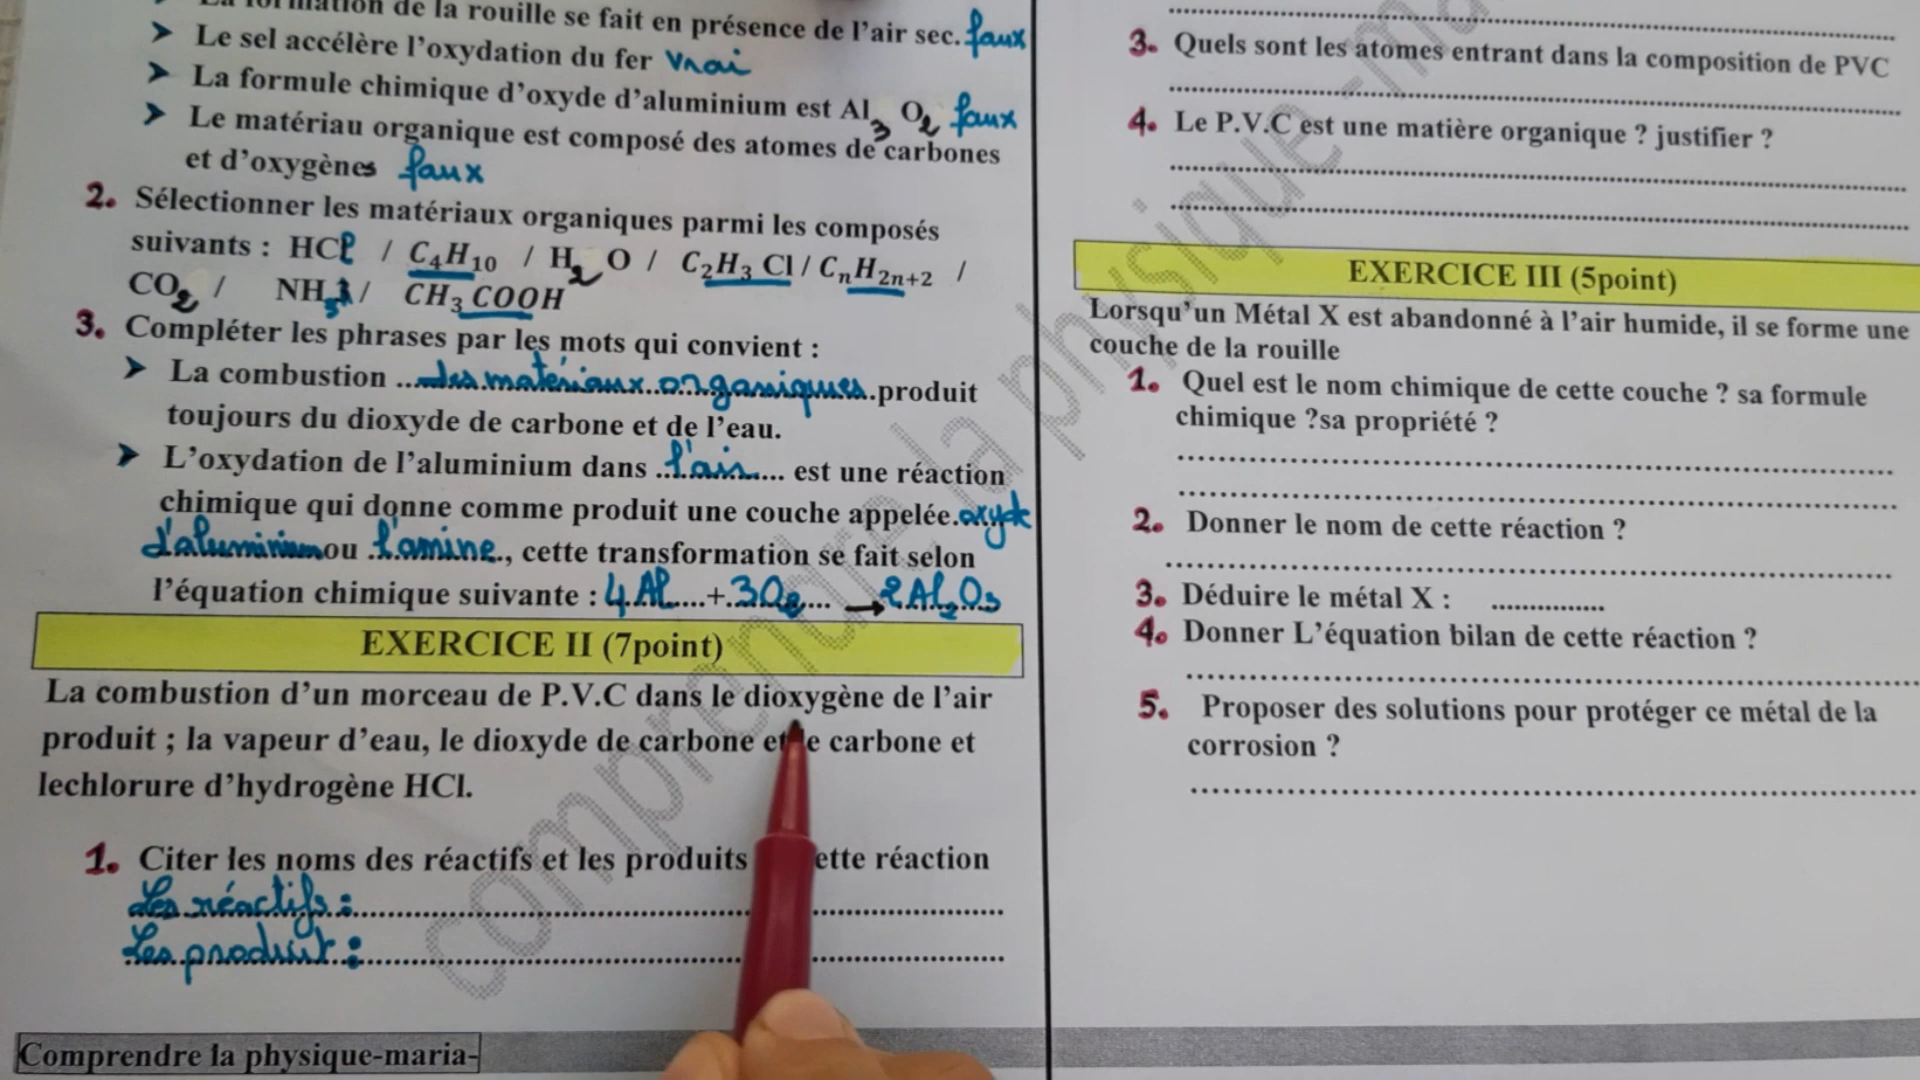 La formation de la rouille se fait en présence de l'air sec. faux
➤ Le sel accélère l'oxydation du fer vrai
➤ La formule chimique d'oxyde d'aluminium est Al3 O2 faux
➤ Le matériau organique est composé des atomes de carbones
et d'oxygènes faux
2. Sélectionner les matériaux organiques parmi les composés
suivants : HCl / C4H10 / H2O / C2H3 Cl / CnH2n+2 /
CO2 / NH3 / CH3COOH
3. Compléter les phrases par les mots qui convient :
➤ La combustion des matériaux organiques produit
toujours du dioxyde de carbone et de l'eau.
➤ L'oxydation de l'aluminium dans l'air est une réaction
chimique qui donne comme produit une couche appelée oxyde
d'aluminium ou l'amine, cette transformation se fait selon
l'équation chimique suivante : 4Al + 3O2 → 2Al2O3
EXERCICE II (7point)
La combustion d'un morceau de P.V.C dans le dioxygène de l'air
produit ; la vapeur d'eau, le dioxyde de carbone et le carbone et
lechlorure d'hydrogène HCl.
1. Citer les noms des réactifs et les produits ette réaction
Les réactifs :
Les produit :
Comprendre la physique-maria-
3. Quels sont les atomes entrant dans la composition de PVC
4. Le P.V.C est une matière organique ? justifier ?
EXERCICE III (5point)
Lorsqu'un Métal X est abandonné à l'air humide, il se forme une
couche de la rouille
1. Quel est le nom chimique de cette couche ? sa formule
chimique ?sa propriété ?
2. Donner le nom de cette réaction ?
3. Déduire le métal X :
4. Donner L'équation bilan de cette réaction ?
5. Proposer des solutions pour protéger ce métal de la
corrosion ?
comprendre la physique -ma